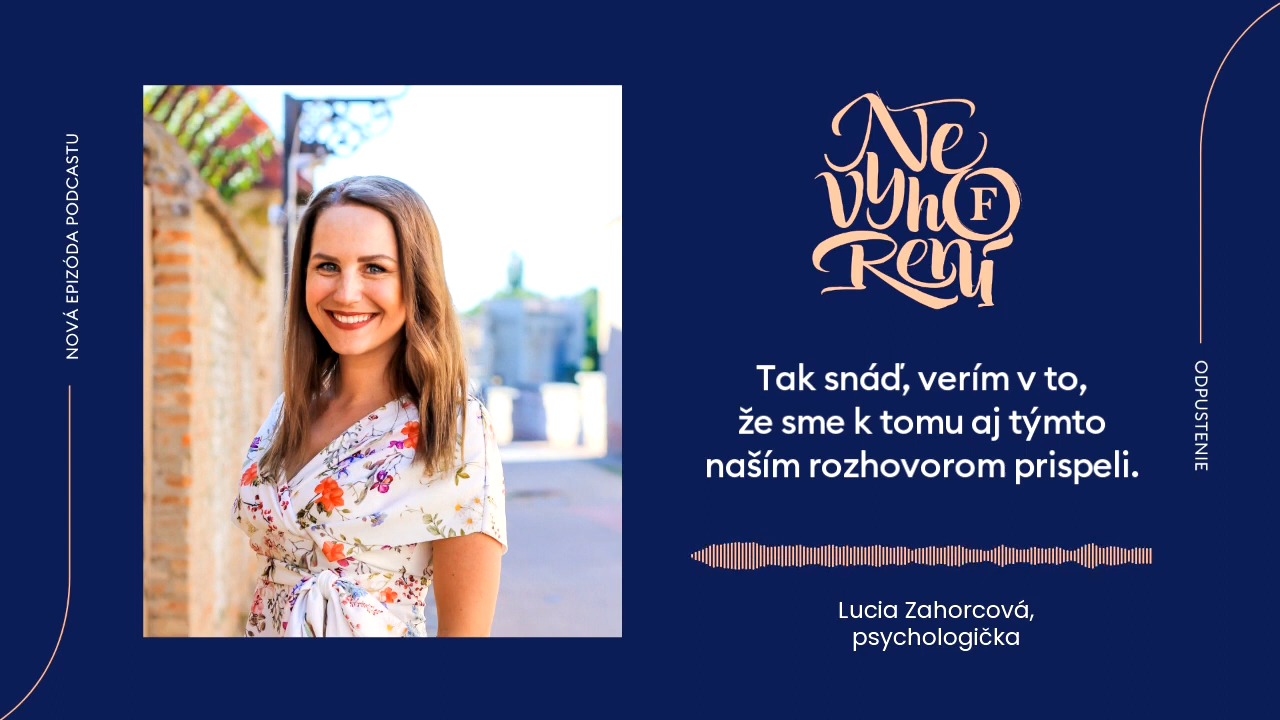 NOVÁ EPIZÓDA PODCASTU
Ne
vyhO
F
Rení
Tak snáď, verím v to,
že sme k tomu aj týmto
naším rozhovorom prispeli.
Lucia Zahorcová,
psychologička
ODPUSTENIE